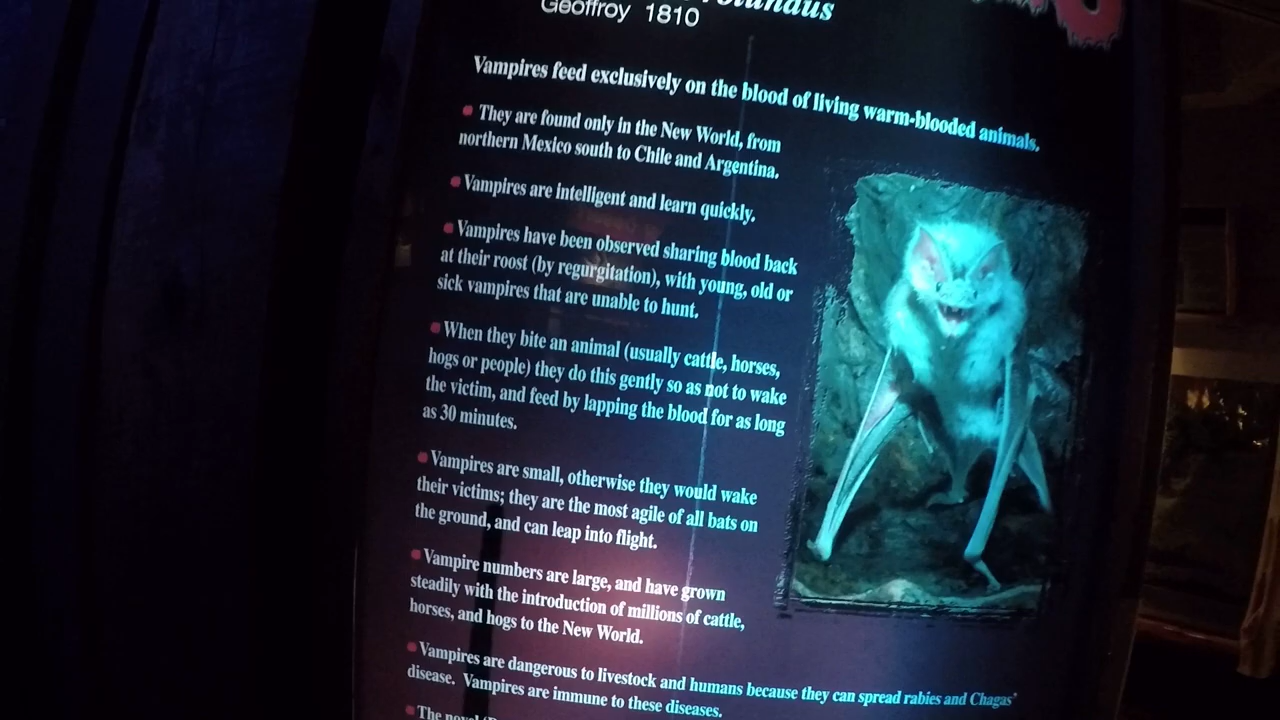 Geoffroy 1810
Vampires feed exclusively on the blood of living warm-blooded animals.
They are found only in the New World, from
northern Mexico south to Chile and Argentina.
Vampires are intelligent and learn quickly.
Vampires have been observed sharing blood back
at their roost (by regurgitation), with young, old or
sick vampires that are unable to hunt.
When they bite an animal (usually cattle, horses,
hogs or people) they do this gently so as not to wake
the victim, and feed by lapping the blood for as long
as 30 minutes.
Vampires are small, otherwise they would wake
their victims; they are the most agile of all bats on
the ground, and can leap into flight.
Vampire numbers are large, and have grown
steadily with the introduction of millions of cattle,
horses, and hogs to the New World.
Vampires are dangerous to livestock and humans because they can spread rabies and Chagas'
disease. Vampires are immune to these diseases.
The novel